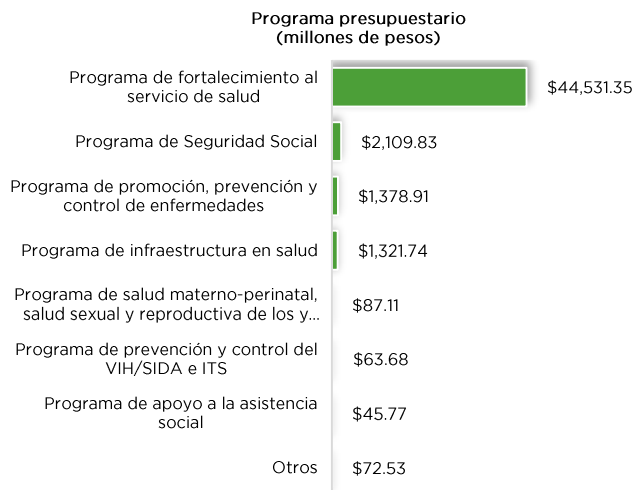 Programa presupuestario
(millones de pesos)
Programa de fortalecimiento al
servicio de salud
$44,531.35
Programa de Seguridad Social
$2,109.83
Programa de promoción, prevención y
control de enfermedades
$1,378.91
Programa de infraestructura en salud
$1,321.74
Programa de salud materno-perinatal,
salud sexual y reproductiva de los y...
$87.11
Programa de prevención y control del
VIH/SIDA e ITS
$63.68
Programa de apoyo a la asistencia
social
$45.77
Otros
$72.53